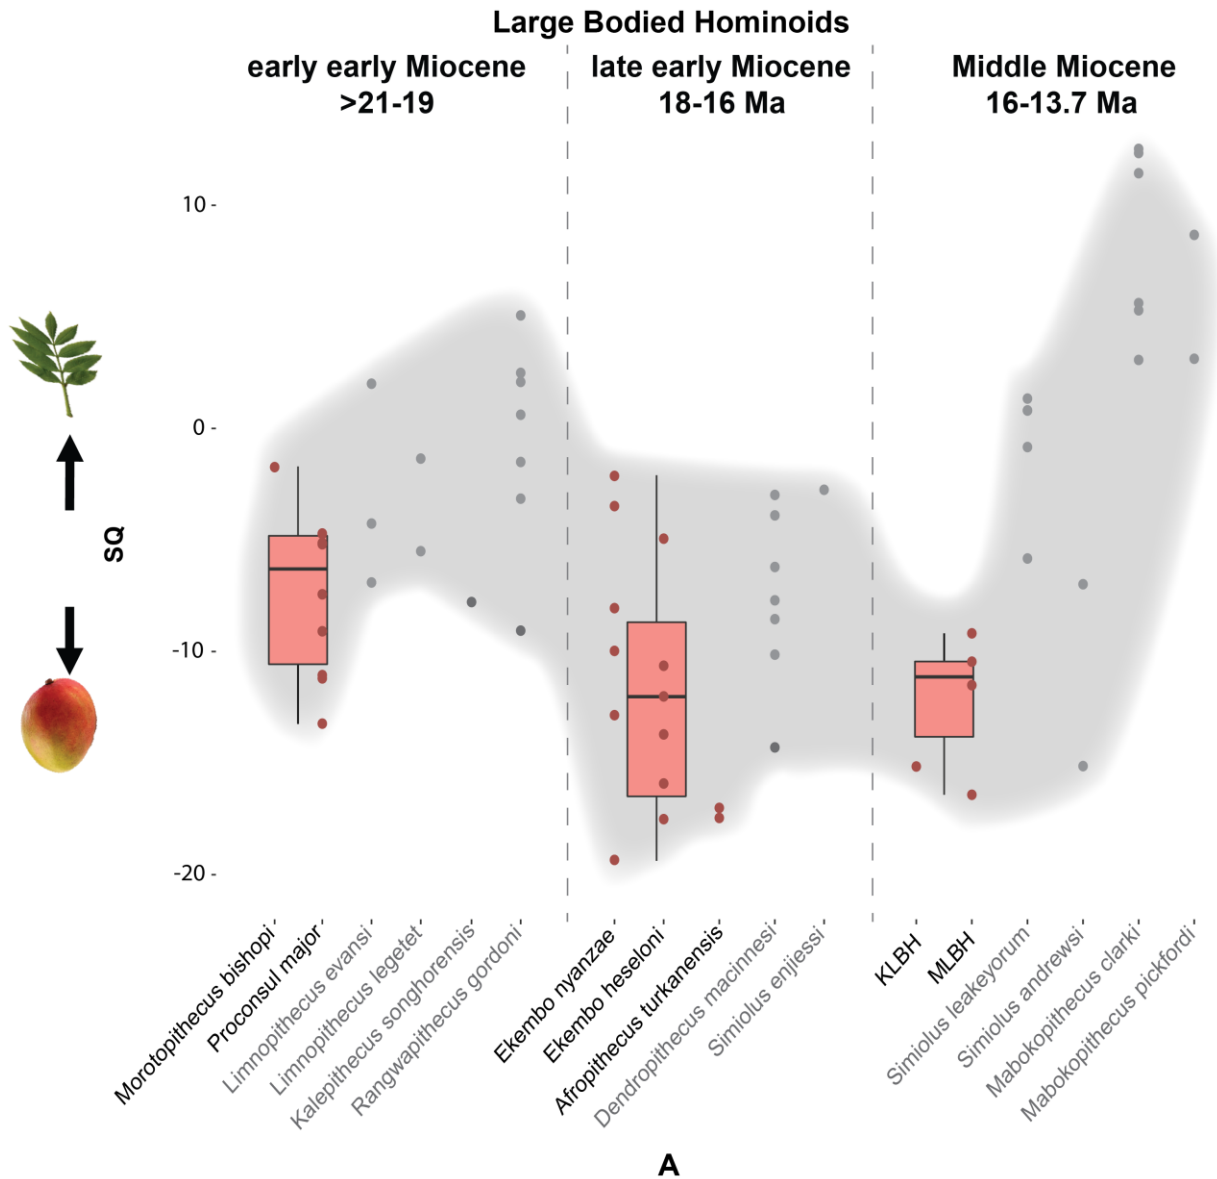 Large Bodied Hominoids
early early Miocene
>21-19
late early Miocene
18-16 Ma
Middle Miocene
16-13.7 Ma
10 -
0 -
-10 -
-20 -
SQ
Morotopithecus bishopi
Proconsul major
Limnopithecus evansi
Limnopithecus legetet
Kalepithecus songhorensis
Rangwapithecus gordoni
Ekembo nyanzae
Ekembo heseloni
Afropithecus turkanensis
Dendropithecus macinnesi
Simiolus enjiessi
KLBH
MLBH
Simiolus leakeyorum
Simiolus andrewsi
Mabokopithecus clarki
Mabokopithecus pickfordi
A